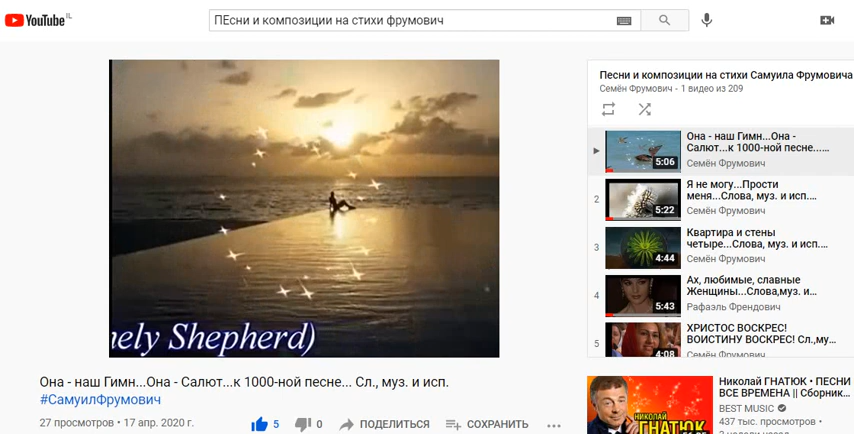 YouTube IL
ПЕсни и композиции на стихи фрумович
nely Shepherd)
Она - наш Гимн...Она - Салют...к 1000-ной песне... Сл., муз. и исп.
#СамуилФрумович
27 просмотров • 17 апр. 2020 г.
5
0
ПОДЕЛИТЬСЯ
СОХРАНИТЬ
Песни и композиции на стихи Самуила Фрумовича
Семён Фрумович - 1 видео из 209
5:06
Она - наш Гимн...Она -
Салют...к 1000-ной песне......
Семён Фрумович
2
5:22
Я не могу...Прости
меня...Слова, муз. и исп....
Семён Фрумович
3
4:44
Квартира и стены
четыре...Слова, муз. и исп....
Семён Фрумович
4
5:43
Ах, любимые, славные
Женщины...Слова,муз. и...
Рафаэль Френдович
5
4:08
ХРИСТОС ВОСКРЕС!
ВОИСТИНУ ВОСКРЕС! Сл.,му...
Семён Фрумович
НИКОЛАЙ
ГНАТЮК
Николай ГНАТЮК • ПЕСНИ
ВСЕ ВРЕМЕНА || Сборник...
BEST MUSIC
437 тыс. просмотров •